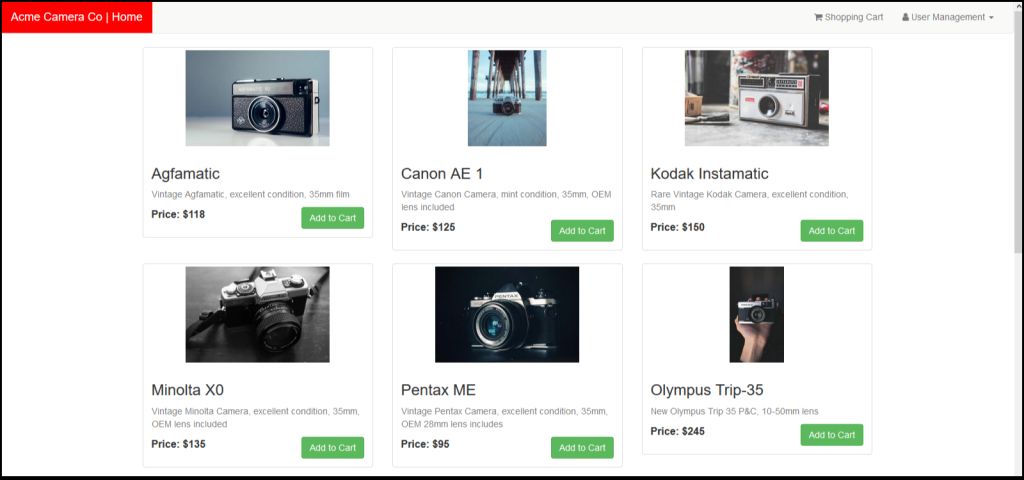 Acme Camera Co | Home
Shopping Cart
User Management
Agfamatic
Vintage Agfamatic, excellent condition, 35mm film
Price: $118
Add to Cart
Canon AE 1
Vintage Canon Camera, mint condition, 35mm, OEM
lens included
Price: $125
Add to Cart
Kodak Instamatic
Rare Vintage Kodak Camera, excellent condition,
35mm
Price: $150
Add to Cart
PENTAX
Minolta X0
Vintage Minolta Camera, excellent condition, 35mm,
OEM lens included
Price: $135
Add to Cart
Pentax ME
Vintage Pentax Camera, excellent condition, 35mm,
OEM 28mm lens includes
Price: $95
Add to Cart
Olympus Trip-35
New Olympus Trip 35 P&C, 10-50mm lens
Price: $245
Add to Cart